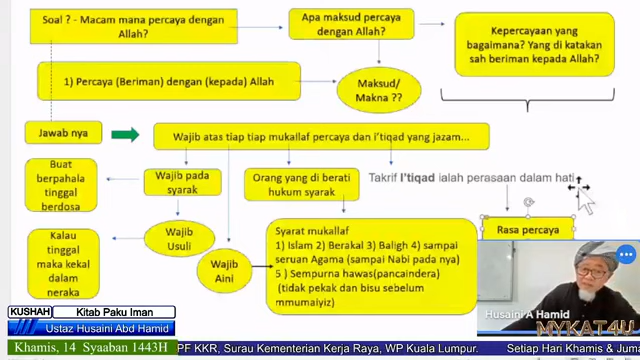 Soal ? - Macam mana percaya dengan
Allah?
Apa maksud percaya
dengan Allah?
Kepercayaan yang
bagaimana? Yang di katakan
sah beriman kepada Allah?
1) Percaya (Beriman) dengan (kepada) Allah
Maksud/
Makna ??
Jawab nya
Wajib atas tiap tiap mukallaf percaya dan i'tiqad yang jazam...
Buat
berpahala
tinggal
berdosa
Wajib pada
syarak
Orang yang di berati
hukum syarak
Takrif I'tiqad ialah perasaan dalam hati
Rasa percaya
Wajib
Usuli
Kalau
tinggal
maka kekal
dalam
neraka
Wajib
Aini
Syarat mukallaf
1) Islam 2) Berakal 3) Baligh 4) sampai
seruan Agama (sampai Nabi pada nya)
5 ) Sempurna hawas(pancaindera)
(tidak pekak dan bisu sebelum
mmumaiyiz)
Husaini A Hamid
MYKAT4U
KUSHAH Kitab Paku Iman
Ustaz Husaini Abd Hamid
Khamis, 14 Syaaban 1443H
PF KKR, Surau Kementerian Kerja Raya, WP Kuala Lumpur.
Setiap Hari Khamis & Juma